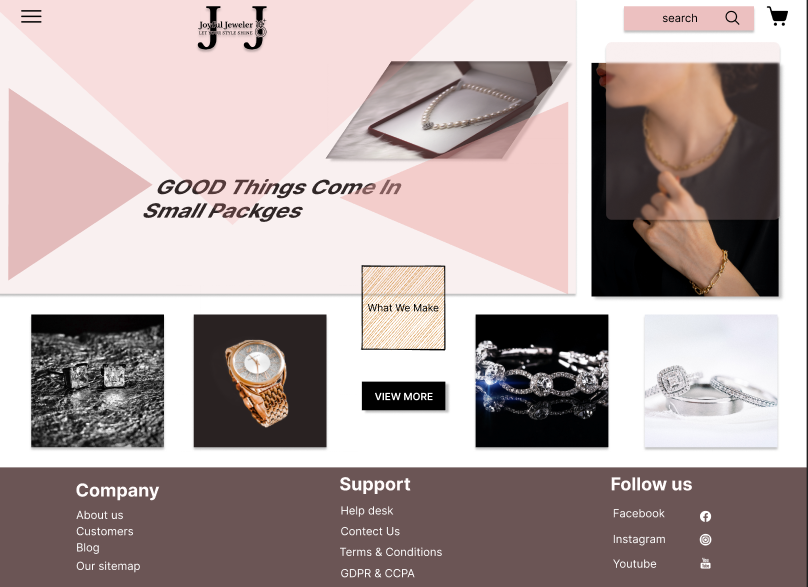 J J
Joyful Jeweler
LET YOUR STYLE SHINE
search
GOOD Things Come In
Small Packges
What We Make
VIEW MORE
Company
About us
Customers
Blog
Our sitemap
Support
Help desk
Contect Us
Terms & Conditions
GDPR & CCPA
Follow us
Facebook
Instagram
Youtube